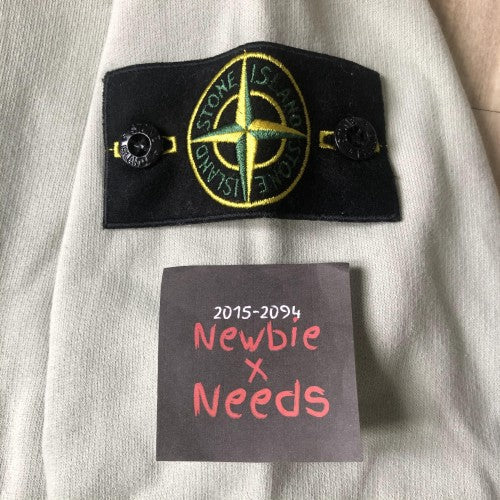 STONE ISLAND
STONE ISLAND
2015-2094
Newbie
x
Needs